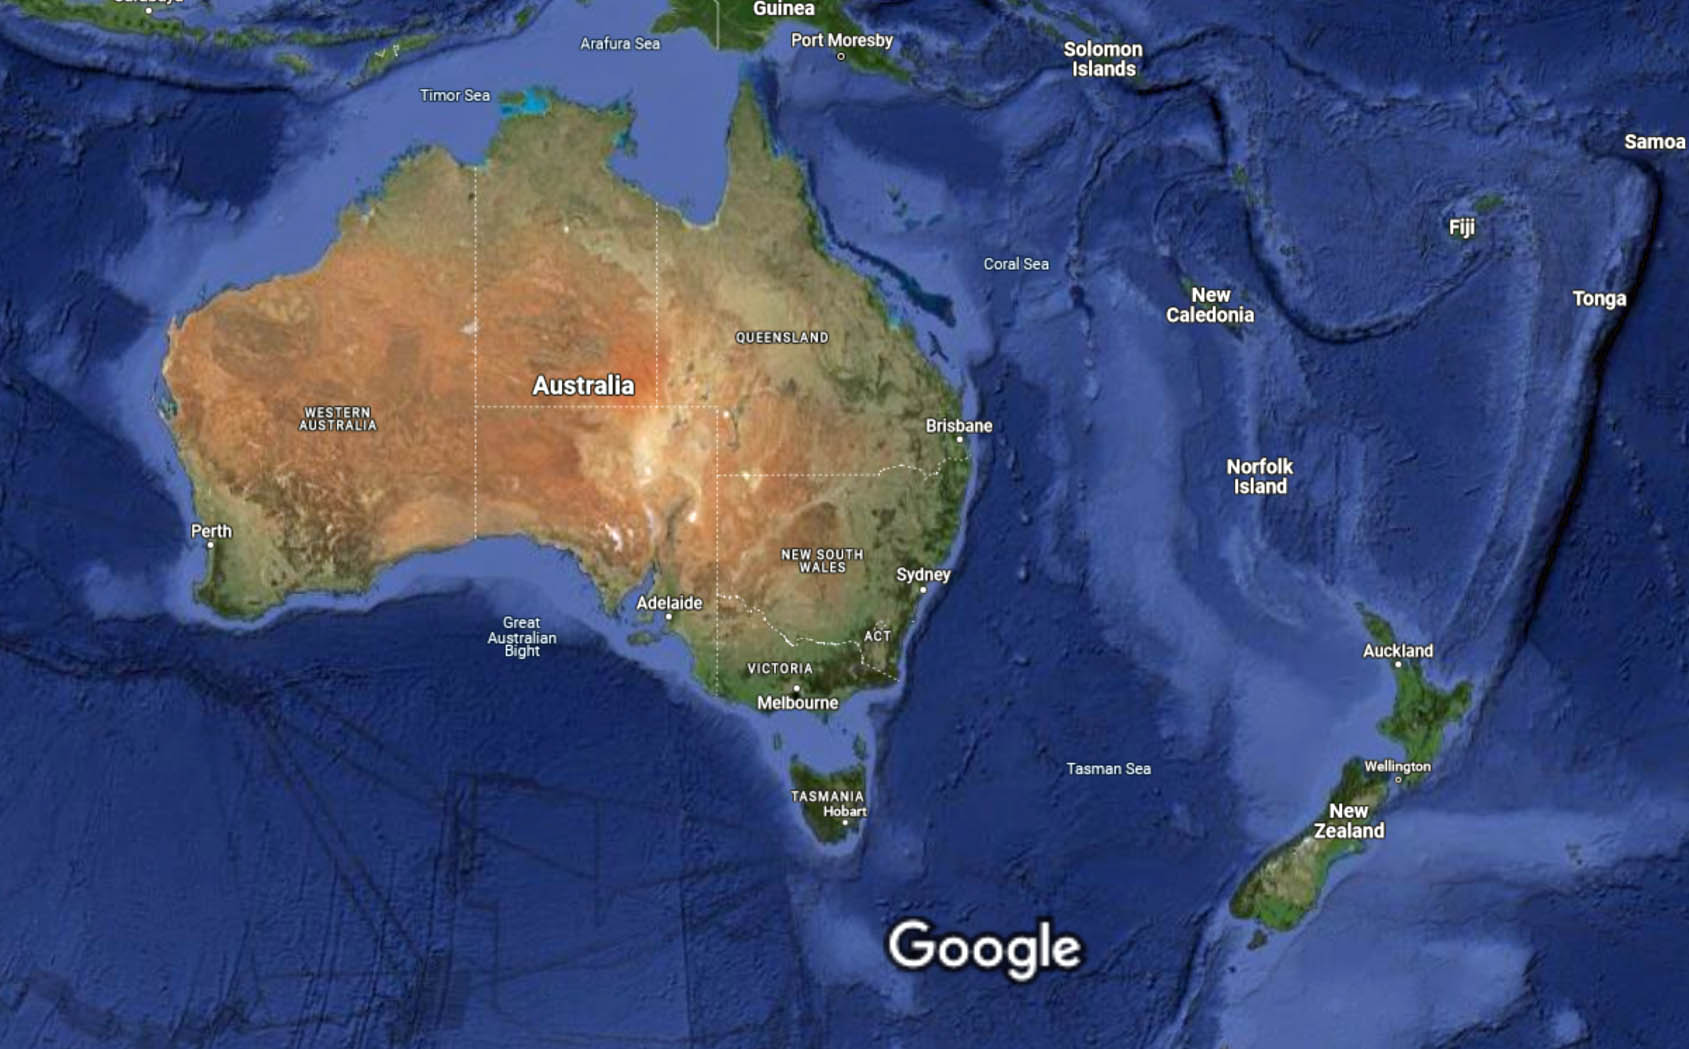 Guinea
Port Moresby
Arafura Sea
Solomon
Islands
Timor Sea
Samoa
Fiji
Coral Sea
New
Caledonia
Tonga
QUEENSLAND
Australia
WESTERN
AUSTRALIA
Brisbane
Norfolk
Island
Perth
NEW SOUTH
WALES
Sydney
Adelaide
Great
Australian
Bight
ACT
Auckland
VICTORIA
Melbourne
Tasman Sea
Wellington
TASMANIA
Hobart
New
Zealand
Google